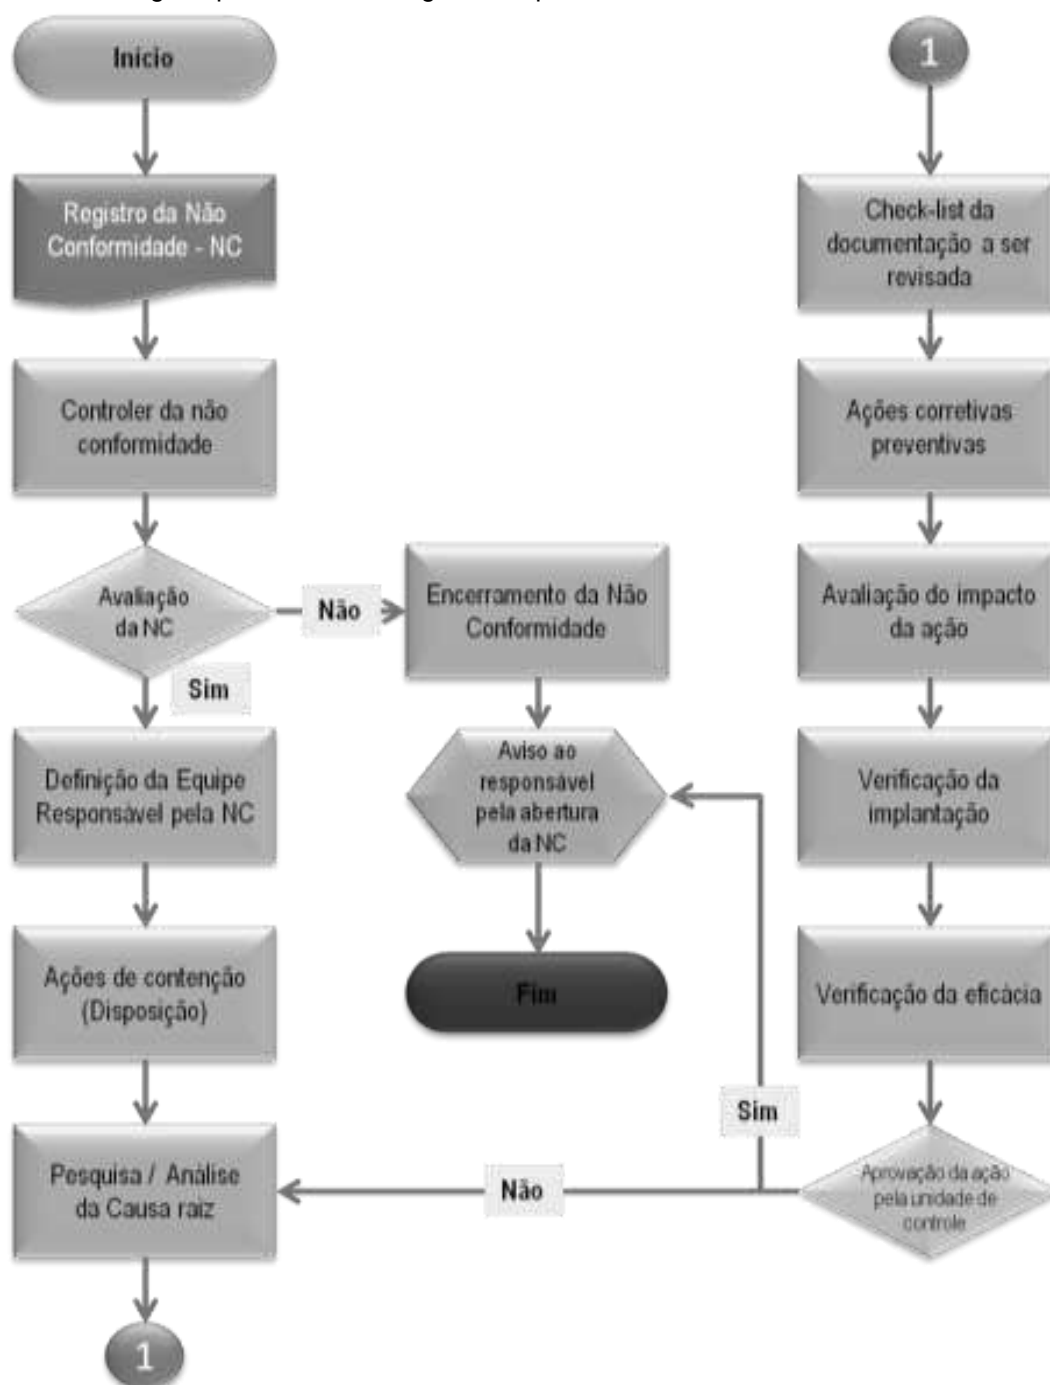 Início
Registro da Não
Conformidade - NC
Controler da não
conformidade
Avaliação
da NC
Não
Sim
Encerramento da Não
Conformidade
Aviso ao
responsável
pela abertura
da NC
Fim
Definição da Equipe
Responsável pela NC
Ações de contenção
(Disposição)
Pesquisa / Análise
da Causa raiz
1
1
Check-list da
documentação a ser
revisada
Ações corretivas
preventivas
Avaliação do impacto
da ação
Verificação da
implantação
Verificação da eficácia
Aprovação da ação
pela unidade de
controle
Sim
Não